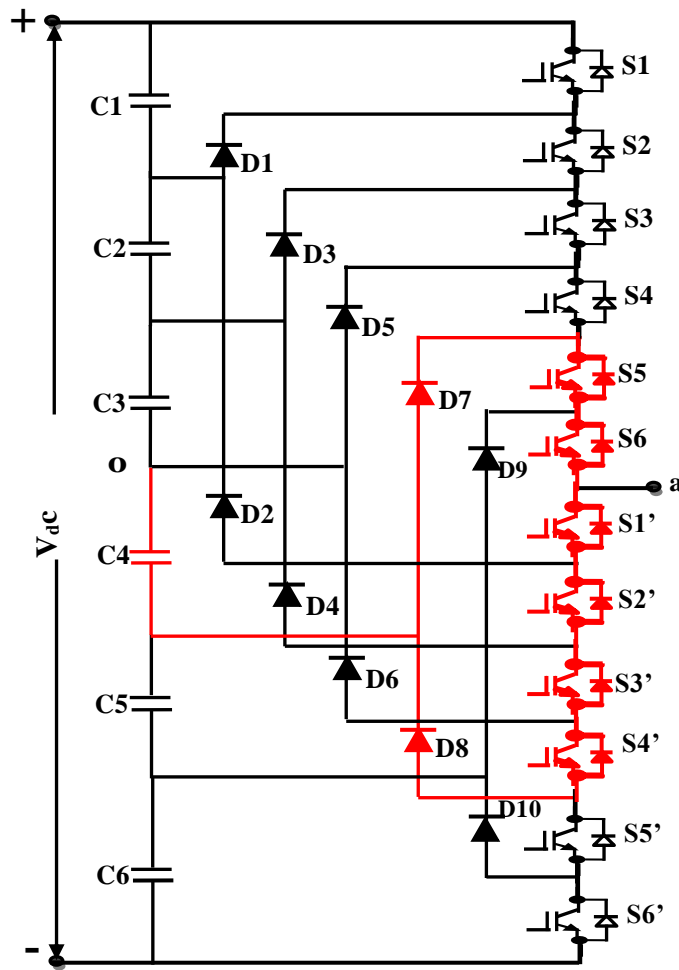 +
S1
C1
S2
D1
S3
C2
D3
S4
D5
S5
C3
D7
S6
D9
o
a
D2
S1’
Vdc
C4
S2’
D4
D6
S3’
C5
D8
S4’
D10
S5’
C6
S6’
-